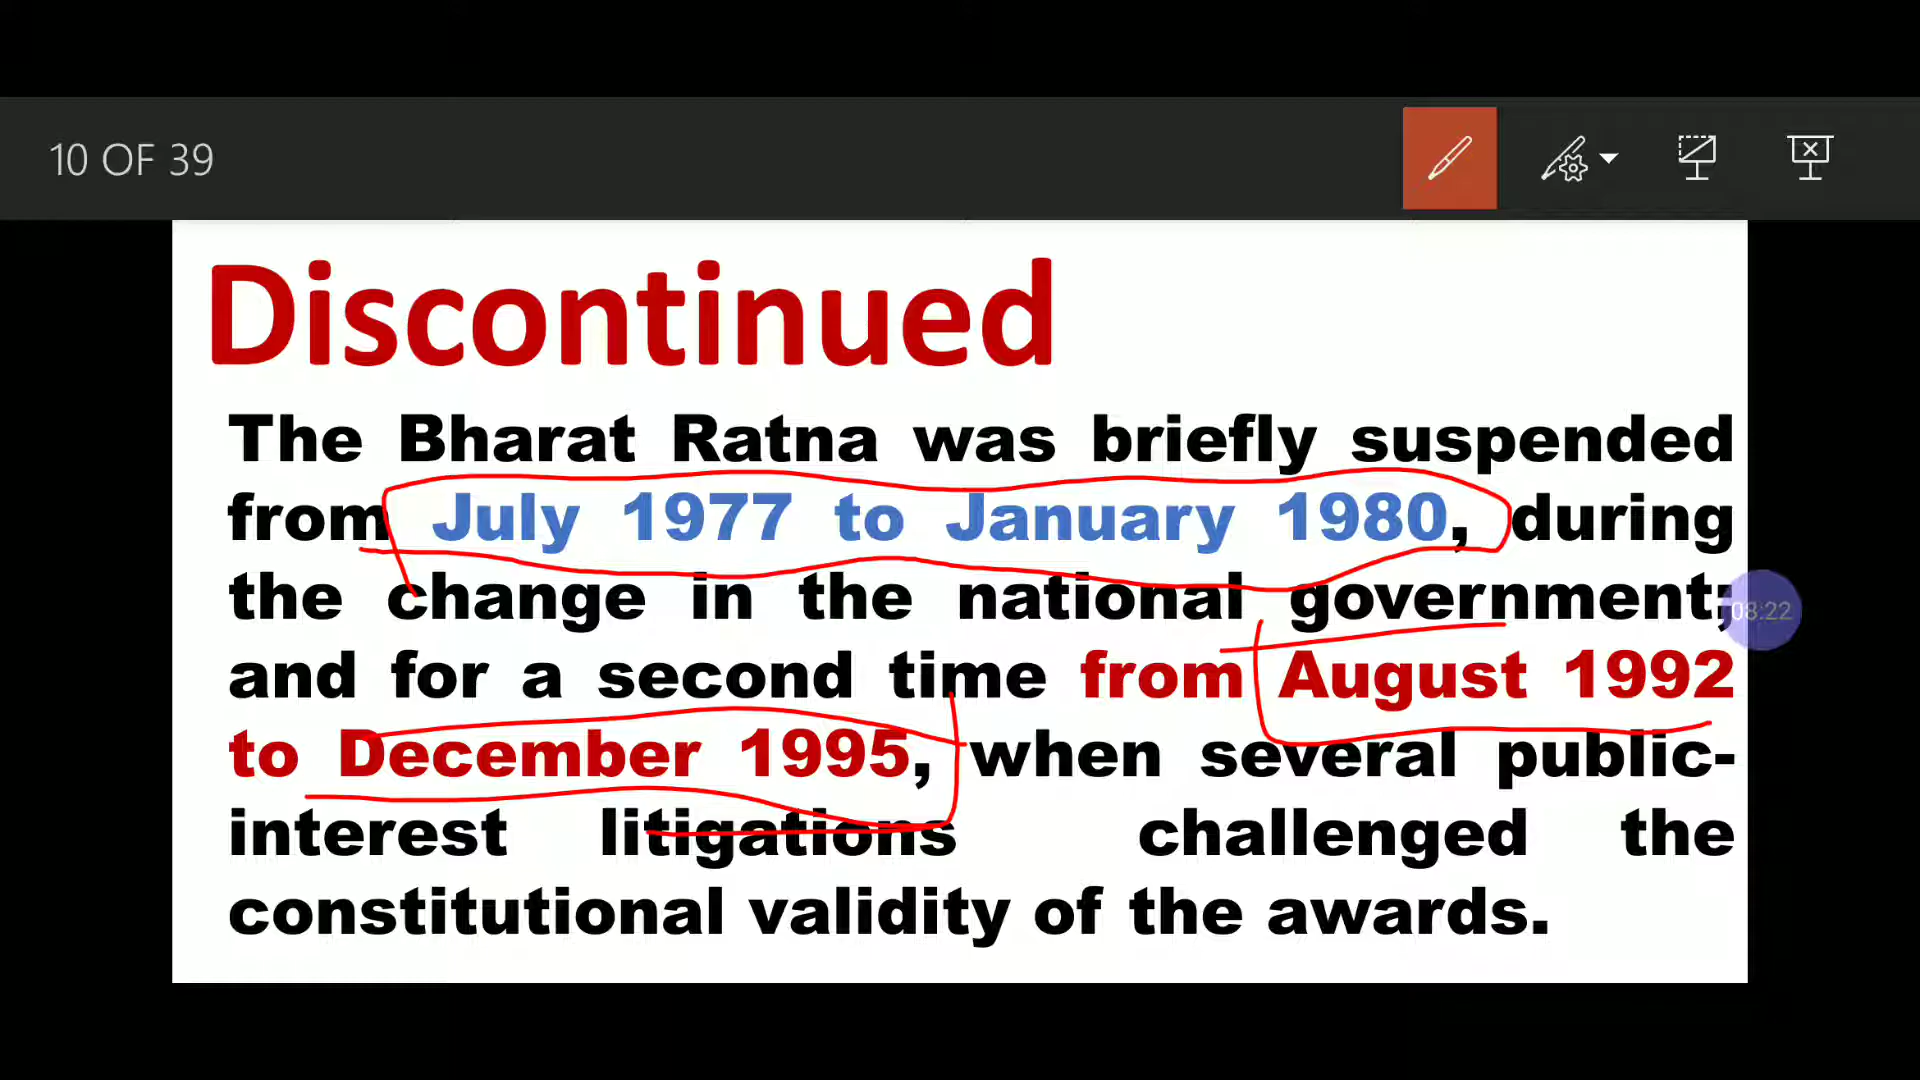 10 OF 39
Discontinued
The Bharat Ratna was briefly suspended
from July 1977 to January 1980, during
the change in the national government;
08:22
and for a second time from August 1992
to December 1995, when several public-
interest litigations challenged the
constitutional validity of the awards.